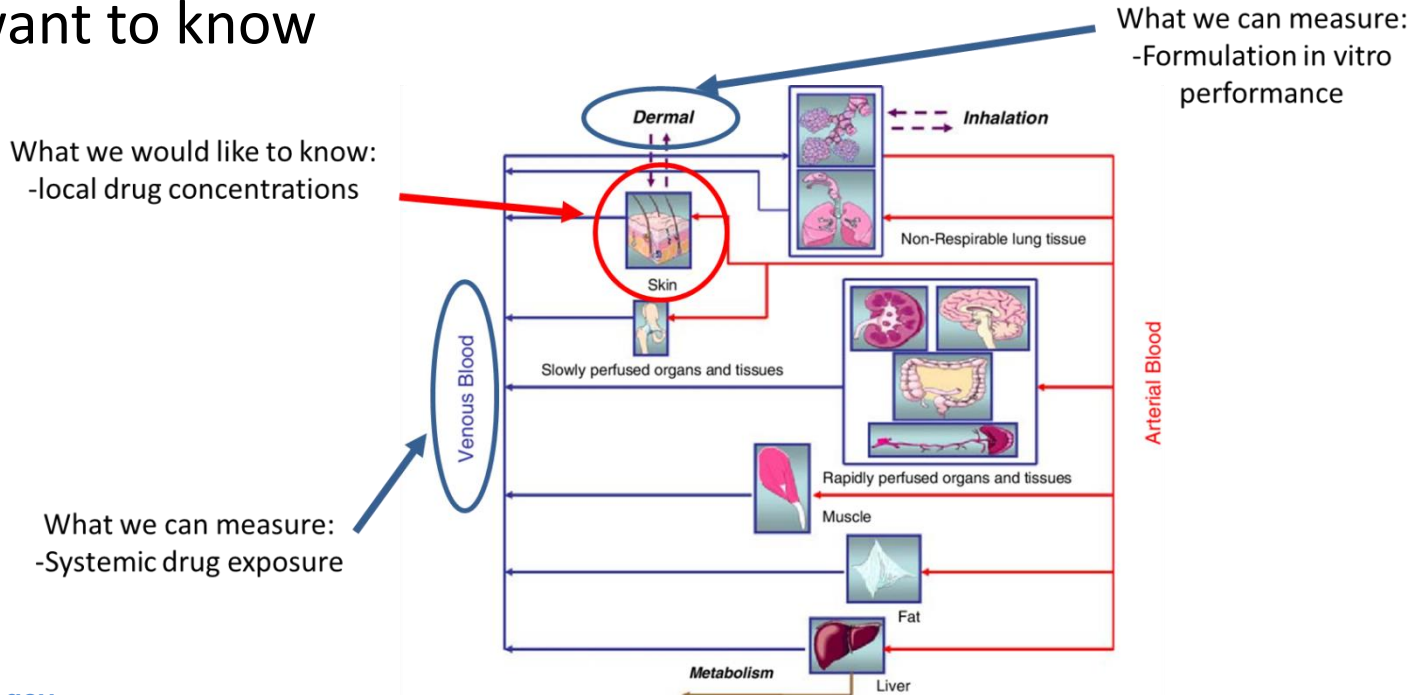 want to know
What we can measure:
-Formulation in vitro
performance
Dermal
Inhalation
What we would like to know:
-local drug concentrations
Non-Respirable lung tissue
Skin
Slowly perfused organs and tissues
Venous Blood
Arterial Blood
Rapidly perfused organs and tissues
Muscle
What we can measure:
-Systemic drug exposure
Fat
Metabolism
Liver